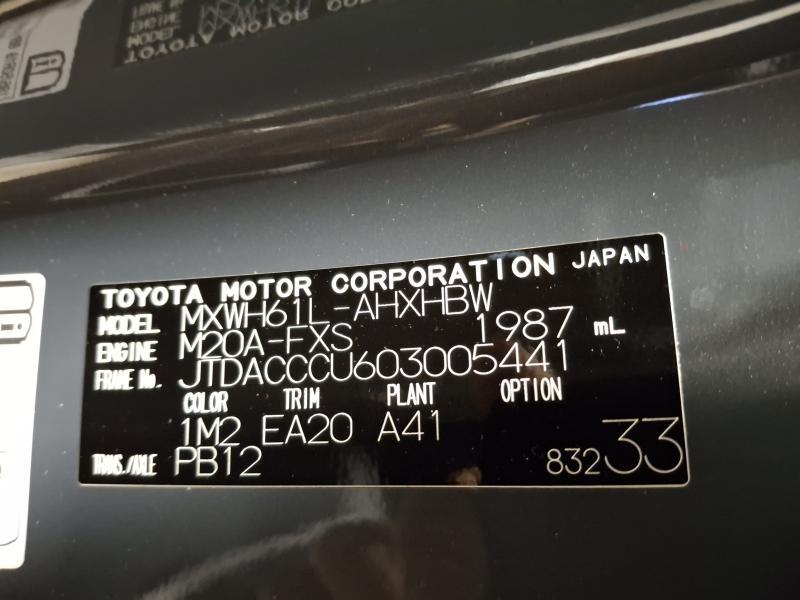 TOYOTA MOTOR CORPORATION JAPAN
MODEL MXWH61L-AHXHBW
ENGINE M20A-FXS 1987 mL
FRAME No. JTDACCCU603005441
COLOR TRIM PLANT OPTION
1M2 EA20 A41
TRANS./AXLE PB12 83233